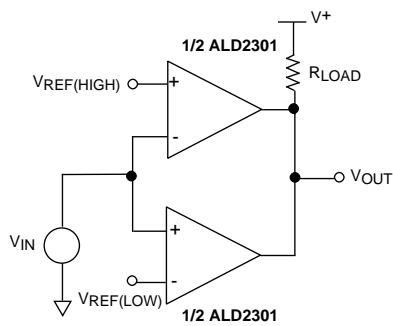 V+
1/2 ALD2301
VREF(HIGH)
+
RLOAD
-
VOUT
+
VIN
-
VREF(LOW)
1/2 ALD2301